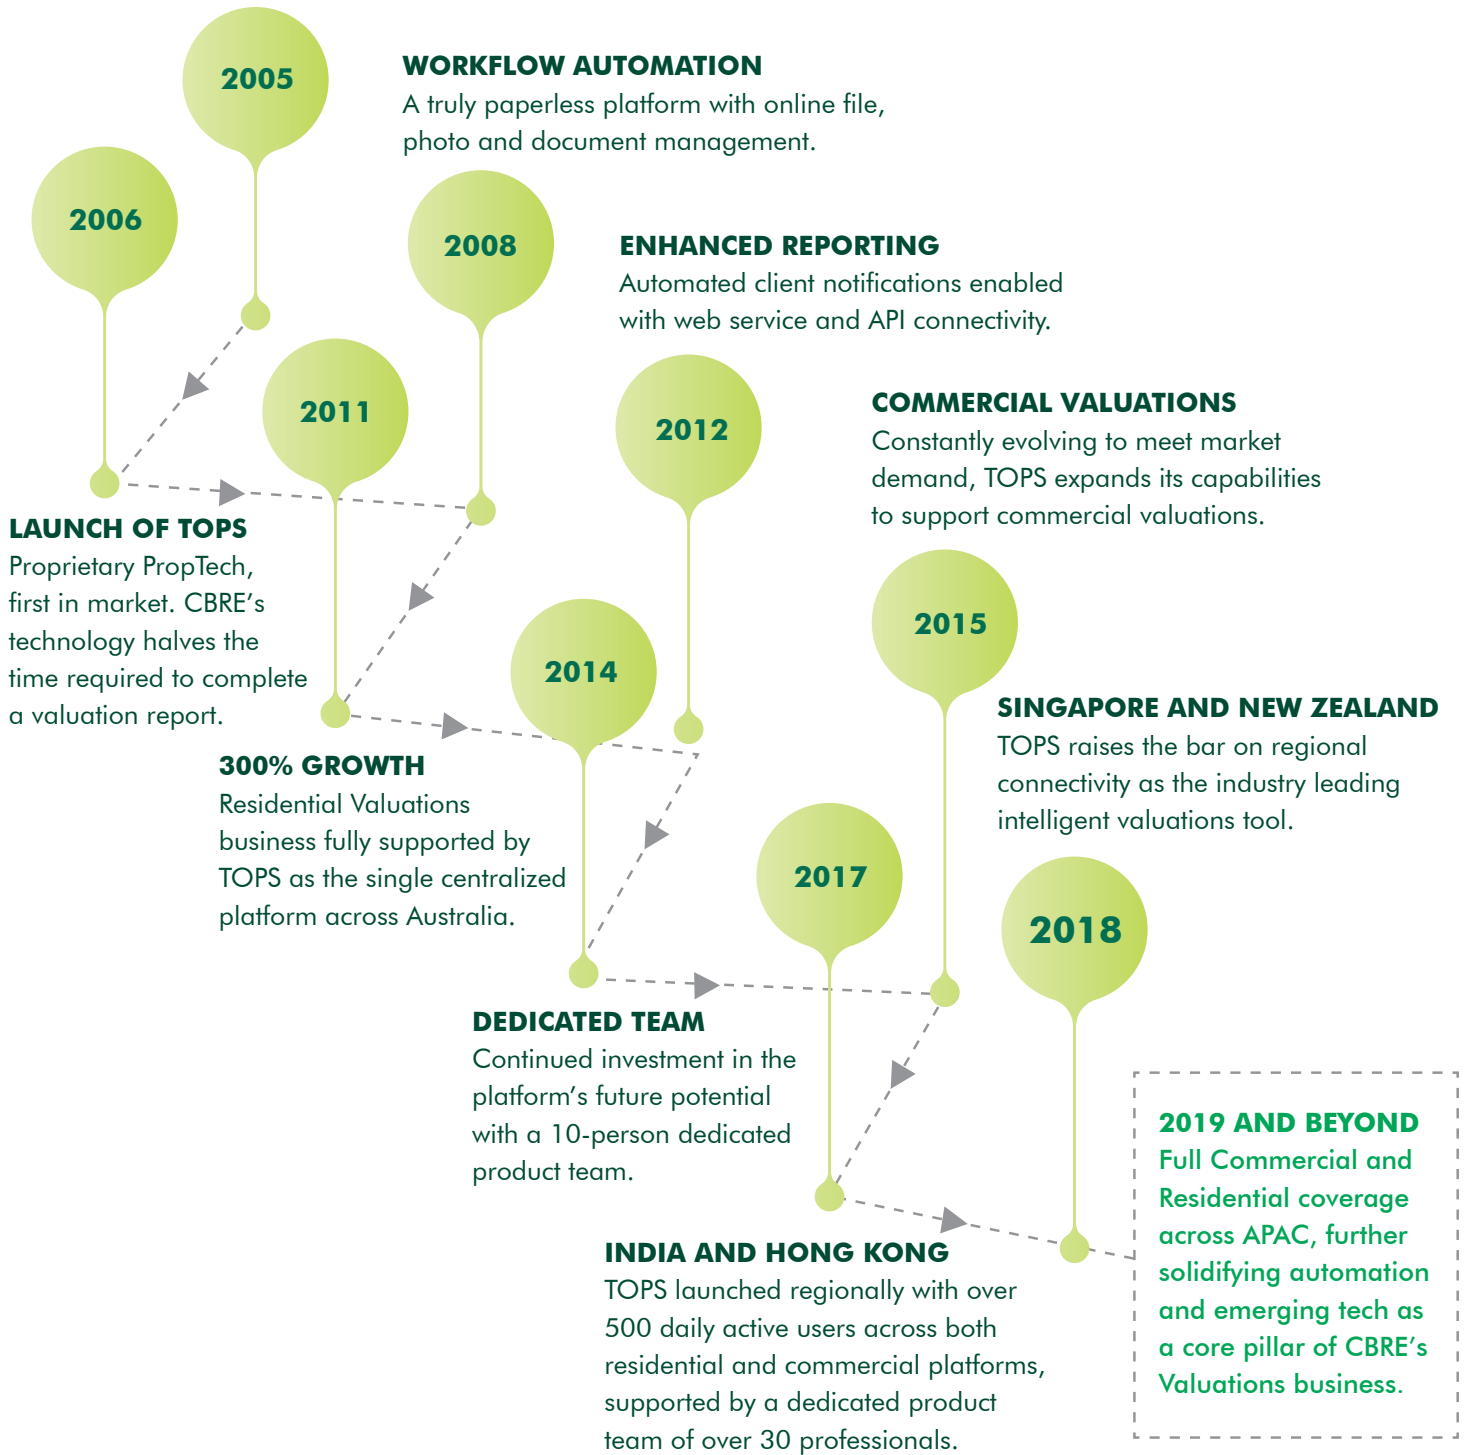 2005
WORKFLOW AUTOMATION
A truly paperless platform with online file,
photo and document management.
2006
LAUNCH OF TOPS
Proprietary PropTech,
first in market. CBRE’s
technology halves the
time required to complete
a valuation report.
2008
ENHANCED REPORTING
Automated client notifications enabled
with web service and API connectivity.
2011
300% GROWTH
Residential Valuations
business fully supported by
TOPS as the single centralized
platform across Australia.
2012
COMMERCIAL VALUATIONS
Constantly evolving to meet market
demand, TOPS expands its capabilities
to support commercial valuations.
2014
DEDICATED TEAM
Continued investment in the
platform’s future potential
with a 10-person dedicated
product team.
2015
SINGAPORE AND NEW ZEALAND
TOPS raises the bar on regional
connectivity as the industry leading
intelligent valuations tool.
2017
INDIA AND HONG KONG
TOPS launched regionally with over
500 daily active users across both
residential and commercial platforms,
supported by a dedicated product
team of over 30 professionals.
2018
2019 AND BEYOND
Full Commercial and
Residential coverage
across APAC, further
solidifying automation
and emerging tech as
a core pillar of CBRE’s
Valuations business.